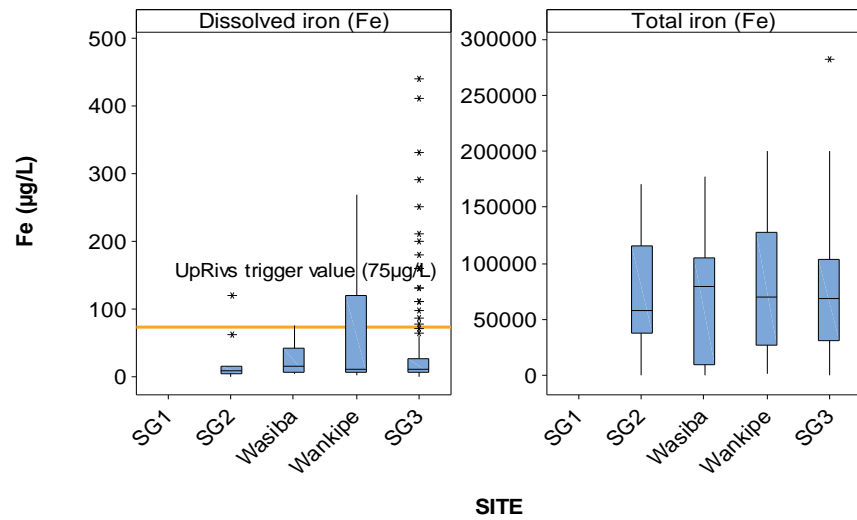 Dissolved iron (Fe)
Total iron (Fe)
Fe (µg/L)
500
400
300
200
100
0
UpRivs trigger value (75µg/L)
SG1
SG2
Wasiba
Wankipe
SG3
300000
250000
200000
150000
100000
50000
0
SG1
SG2
Wasiba
Wankipe
SG3
SITE